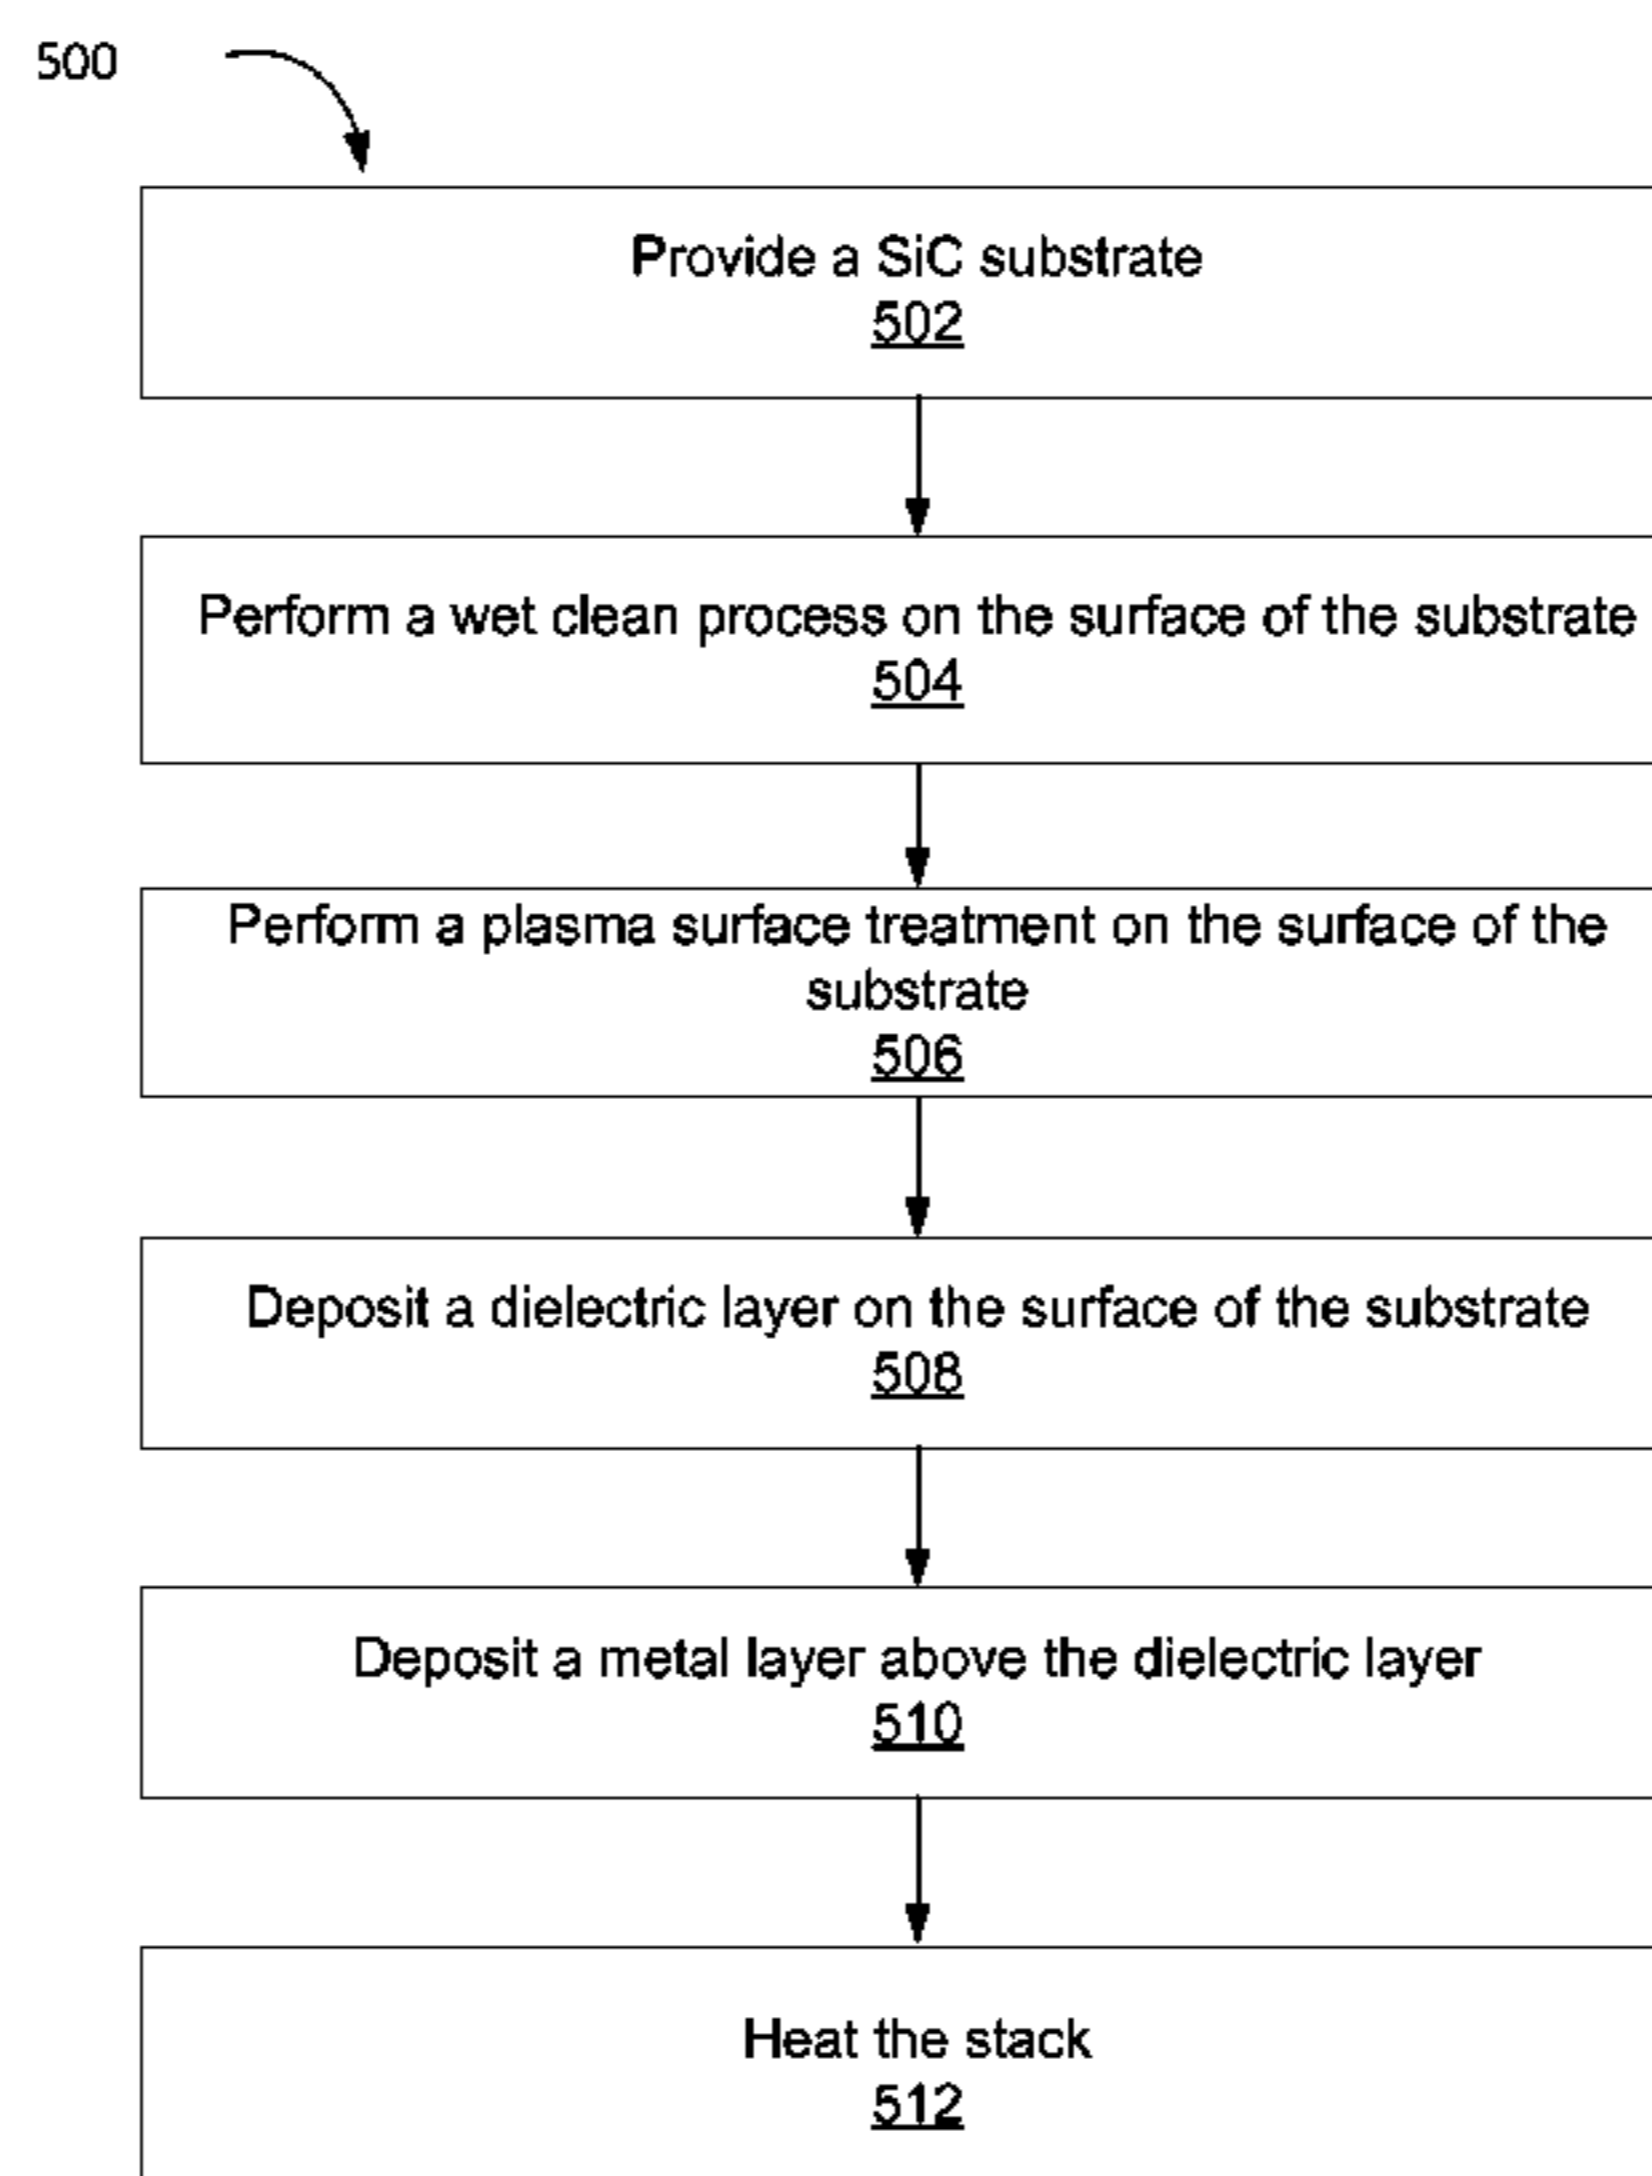 500
Provide a SiC substrate
502
Perform a wet clean process on the surface of the substrate
504
Perform a plasma surface treatment on the surface of the
substrate
506
Deposit a dielectric layer on the surface of the substrate
508
Deposit a metal layer above the dielectric layer
510
Heat the stack
512